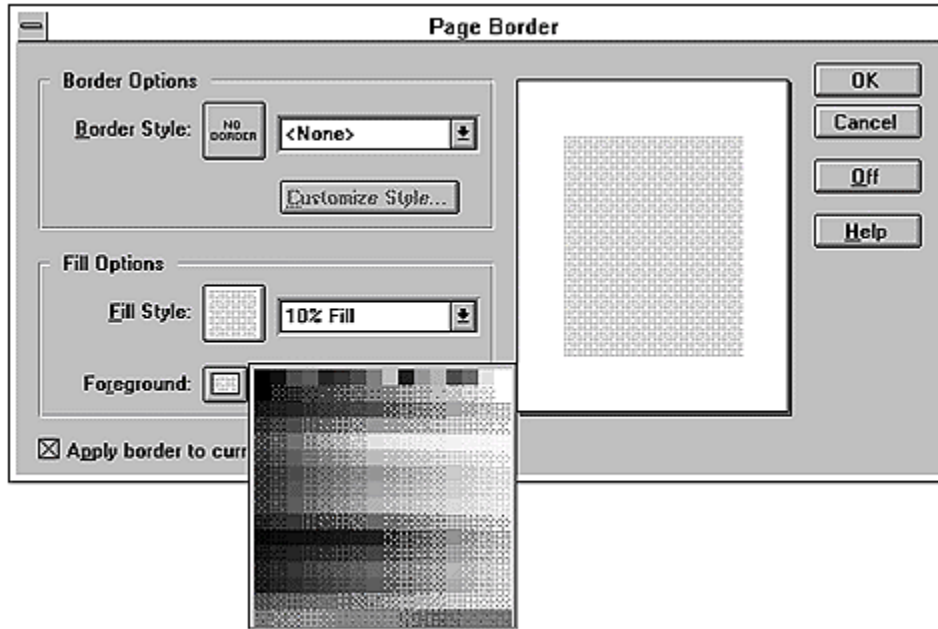 Page Border
Border Options
Border Style:
NO
BORDER
<None>
Customize Style...
Fill Options
Fill Style:
10% Fill
Foreground:
Apply border to curr
OK
Cancel
Off
Help